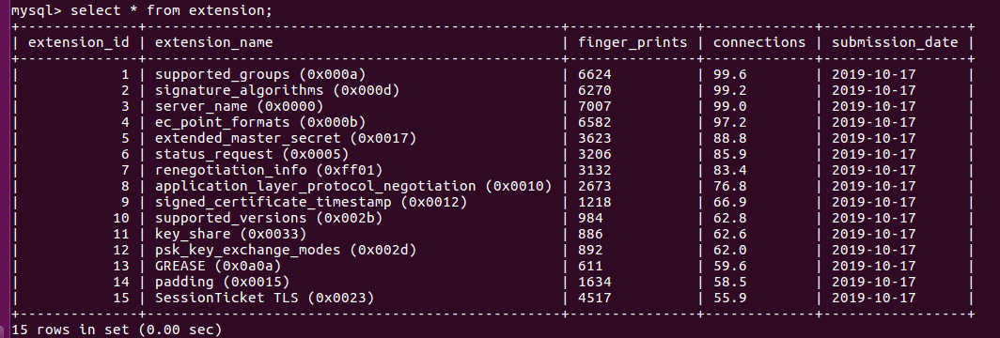 mysql> select * from extension;
+--------------+-----------------------------------------------------+---------------+-------------+-----------------+
| extension_id | extension_name                                      | finger_prints | connections | submission_date |
+--------------+-----------------------------------------------------+---------------+-------------+-----------------+
|            1 | supported_groups (0x000a)                           | 6624          | 99.6        | 2019-10-17      |
|            2 | signature_algorithms (0x000d)                       | 6270          | 99.2        | 2019-10-17      |
|            3 | server_name (0x0000)                                | 7007          | 99.0        | 2019-10-17      |
|            4 | ec_point_formats (0x000b)                           | 6582          | 97.2        | 2019-10-17      |
|            5 | extended_master_secret (0x0017)                     | 3623          | 88.8        | 2019-10-17      |
|            6 | status_request (0x0005)                             | 3206          | 85.9        | 2019-10-17      |
|            7 | renegotiation_info (0xff01)                         | 3132          | 83.4        | 2019-10-17      |
|            8 | application_layer_protocol_negotiation (0x0010)     | 2673          | 76.8        | 2019-10-17      |
|            9 | signed_certificate_timestamp (0x0012)               | 1218          | 66.9        | 2019-10-17      |
|           10 | supported_versions (0x002b)                         | 984           | 62.8        | 2019-10-17      |
|           11 | key_share (0x0033)                                  | 886           | 62.6        | 2019-10-17      |
|           12 | psk_key_exchange_modes (0x002d)                     | 892           | 62.0        | 2019-10-17      |
|           13 | GREASE (0x0a0a)                                     | 611           | 59.6        | 2019-10-17      |
|           14 | padding (0x0015)                                    | 1634          | 58.5        | 2019-10-17      |
|           15 | SessionTicket TLS (0x0023)                          | 4517          | 55.9        | 2019-10-17      |
+--------------+-----------------------------------------------------+---------------+-------------+-----------------+
15 rows in set (0.00 sec)